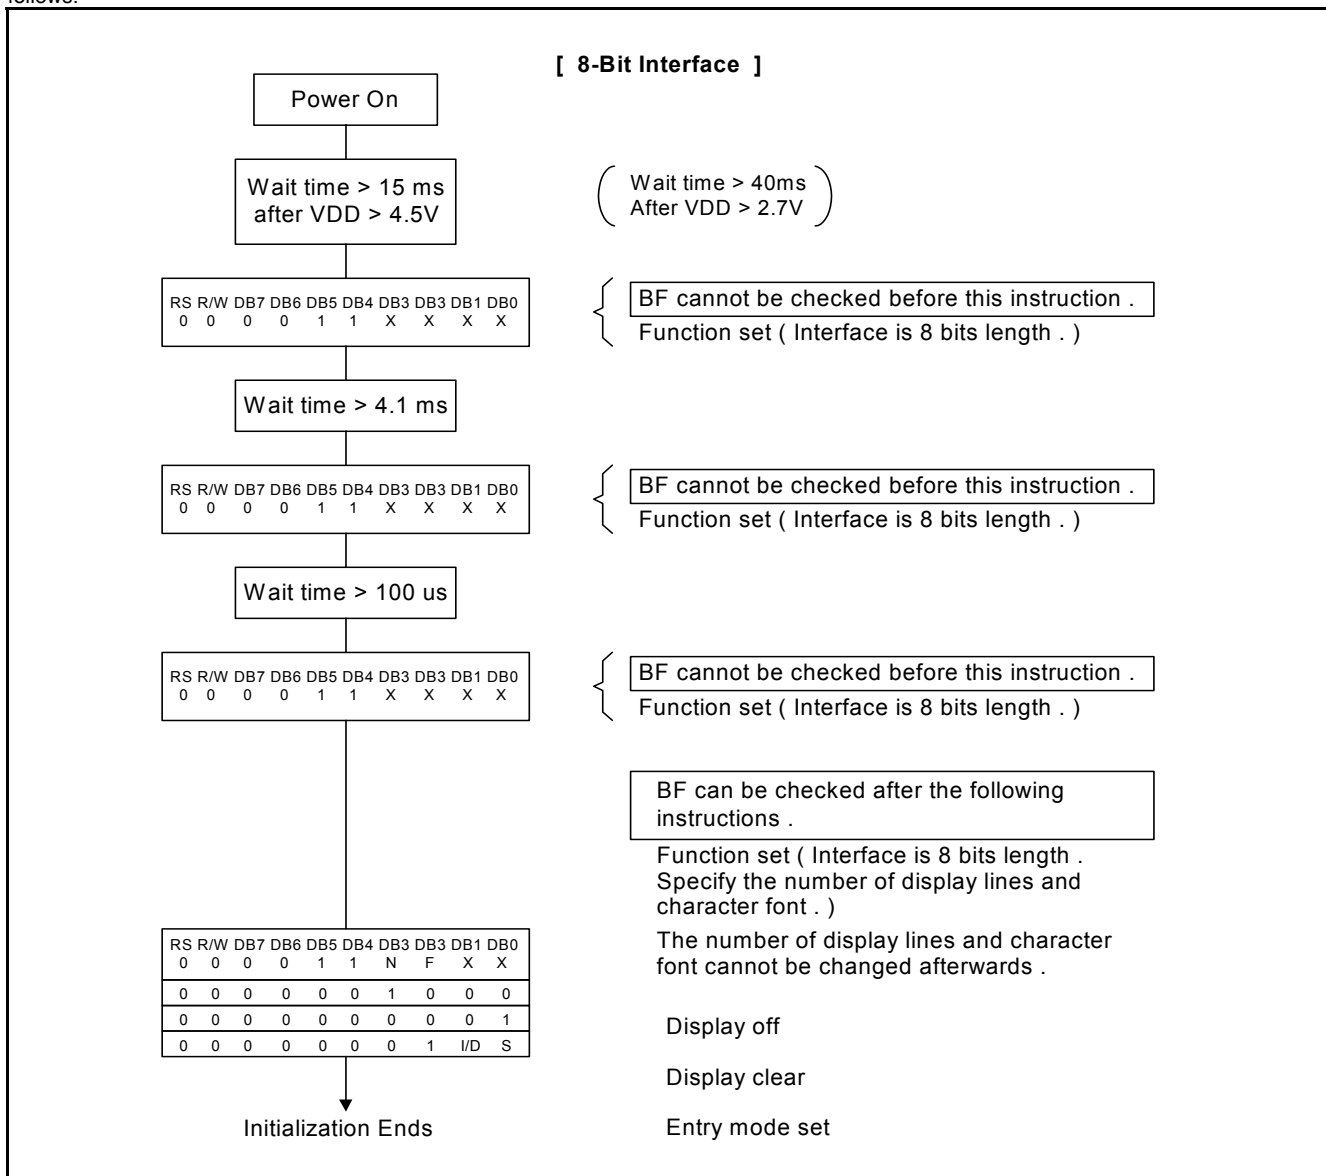 follows:
[ 8-Bit Interface ]
Power On
Wait time > 15 ms
after VDD > 4.5V
Wait time > 40ms
After VDD > 2.7V
RS R/W DB7 DB6 DB5 DB4 DB3 DB3 DB1 DB0
0 0 0 0 1 1 X X X X
BF cannot be checked before this instruction .
Function set ( Interface is 8 bits length . )
Wait time > 4.1 ms
RS R/W DB7 DB6 DB5 DB4 DB3 DB3 DB1 DB0
0 0 0 0 1 1 X X X X
BF cannot be checked before this instruction .
Function set ( Interface is 8 bits length . )
Wait time > 100 us
RS R/W DB7 DB6 DB5 DB4 DB3 DB3 DB1 DB0
0 0 0 0 1 1 X X X X
BF cannot be checked before this instruction .
Function set ( Interface is 8 bits length . )
BF can be checked after the following
instructions .
Function set ( Interface is 8 bits length .
Specify the number of display lines and
character font . )
The number of display lines and character
font cannot be changed afterwards .
RS R/W DB7 DB6 DB5 DB4 DB3 DB3 DB1 DB0
0 0 0 0 1 1 N F X X
0 0 0 0 0 0 1 0 0 0
0 0 0 0 0 0 0 0 0 1
0 0 0 0 0 0 0 1 I/D S
Display off
Display clear
Entry mode set
Initialization Ends